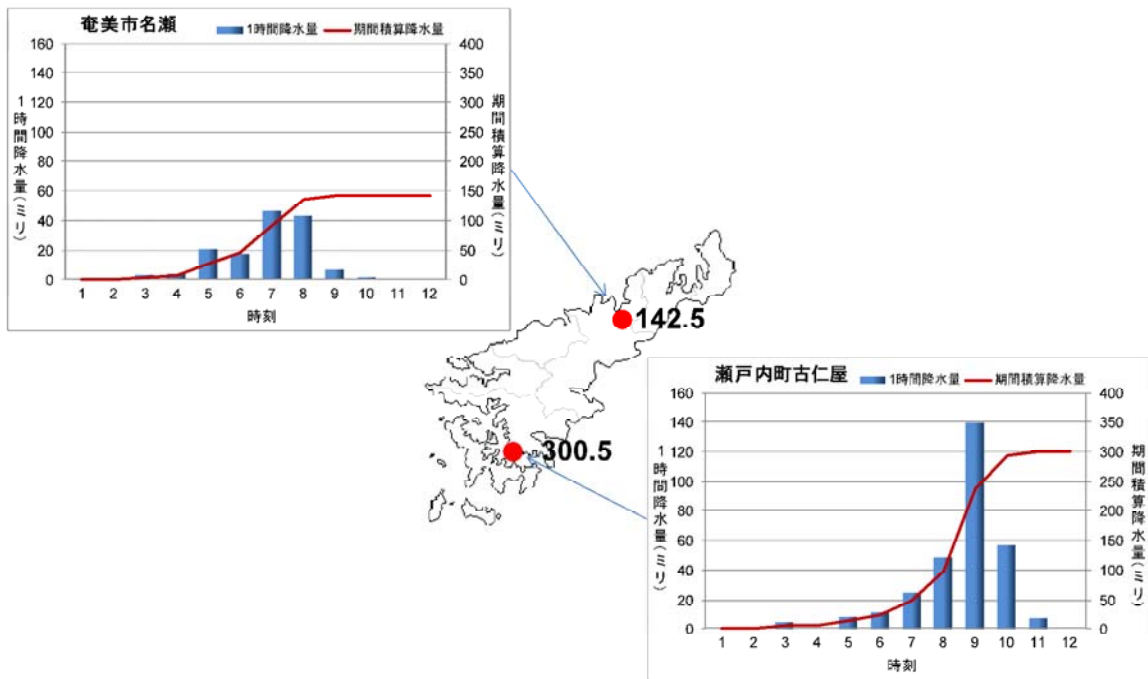 奄美市名瀬
1時間降水量 期間積算降水量
160 400
140 350
120 300
100 250
80 200
60 150
40 100
20 50
0 0
1時間降水量(ミリ)
期間積算降水量(ミリ)
1 2 3 4 5 6 7 8 9 10 11 12
時刻
142.5
300.5
瀬戸内町古仁屋
1時間降水量 期間積算降水量
160 400
140 350
120 300
100 250
80 200
60 150
40 100
20 50
0 0
1時間降水量(ミリ)
期間積算降水量(ミリ)
1 2 3 4 5 6 7 8 9 10 11 12
時刻